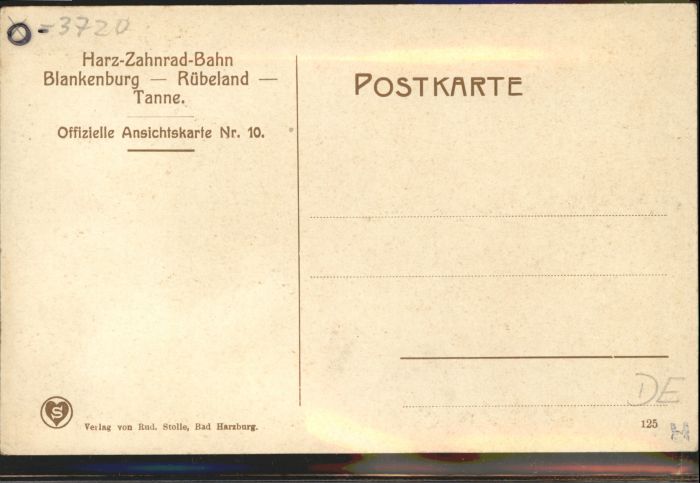 -3720
Harz-Zahnrad-Bahn
Blankenburg — Rübeland —
Tanne.
Offizielle Ansichtskarte Nr. 10.
POSTKARTE
DE
S
Verlag von Rud. Stolle, Bad Harzburg.
125
H